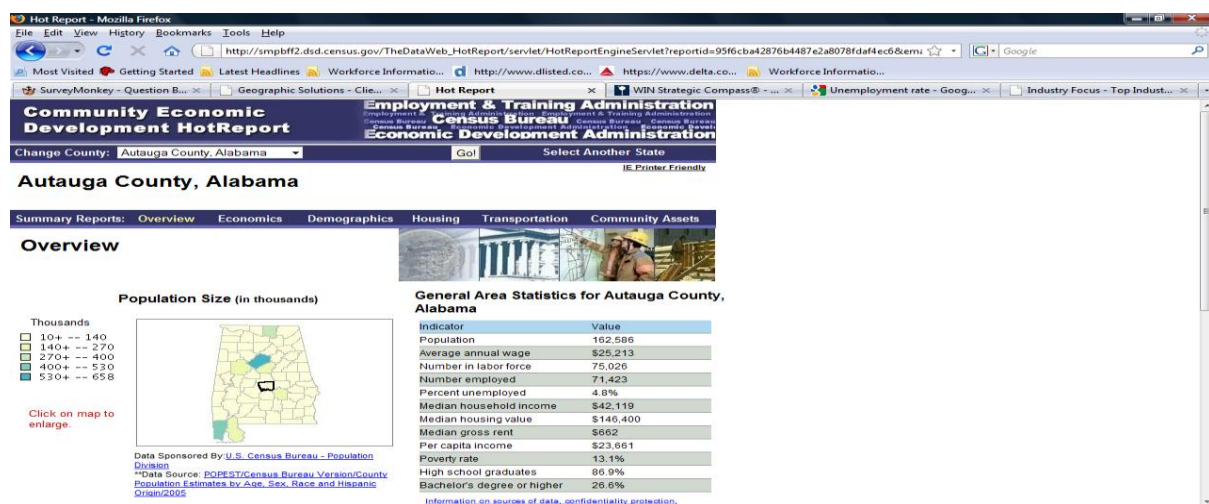 Hot Report - Mozilla Firefox
File Edit View History Bookmarks Tools Help
http://smpbff2.dsd.census.gov/TheDataWeb_HotReport/servlet/HotReportEngineServlet?reportid=95f6cba42876b4487e2a8078fdaf4ec6&em Google
Most Visited Getting Started Latest Headlines Workforce Informatio... http://www.dlisted.co... https://www.delta.co... Workforce Informatio...
SurveyMonkey - Question B... Geographic Solutions - Clie... Hot Report WIN Strategic Compass® - ... Unemployment rate - Goog... Industry Focus - Top Indust...
Community Economic
Development HotReport
Employment & Training Administration
Census Bureau
Economic Development Administration
Change County: Autauga County, Alabama Go! Select Another State
IE Printer Friendly
Autauga County, Alabama
Summary Reports: Overview Economics Demographics Housing Transportation Community Assets
Overview
Population Size (in thousands)
Thousands
10+ -- 140
140+ -- 270
270+ -- 400
400+ -- 530
530+ -- 658
Click on map to
enlarge.
Data Sponsored By:U.S. Census Bureau - Population
Division
**Data Source: POPEST/Census Bureau Version/County
Population Estimates by Age, Sex, Race and Hispanic
Origin/2005
General Area Statistics for Autauga County,
Alabama
Indicator Value
Population 162,586
Average annual wage $25,213
Number in labor force 75,026
Number employed 71,423
Percent unemployed 4.8%
Median household income $42,119
Median housing value $146,400
Median gross rent $662
Per capita income $23,661
Poverty rate 13.1%
High school graduates 86.9%
Bachelor's degree or higher 26.6%
Information on sources of data, confidentiality protection,